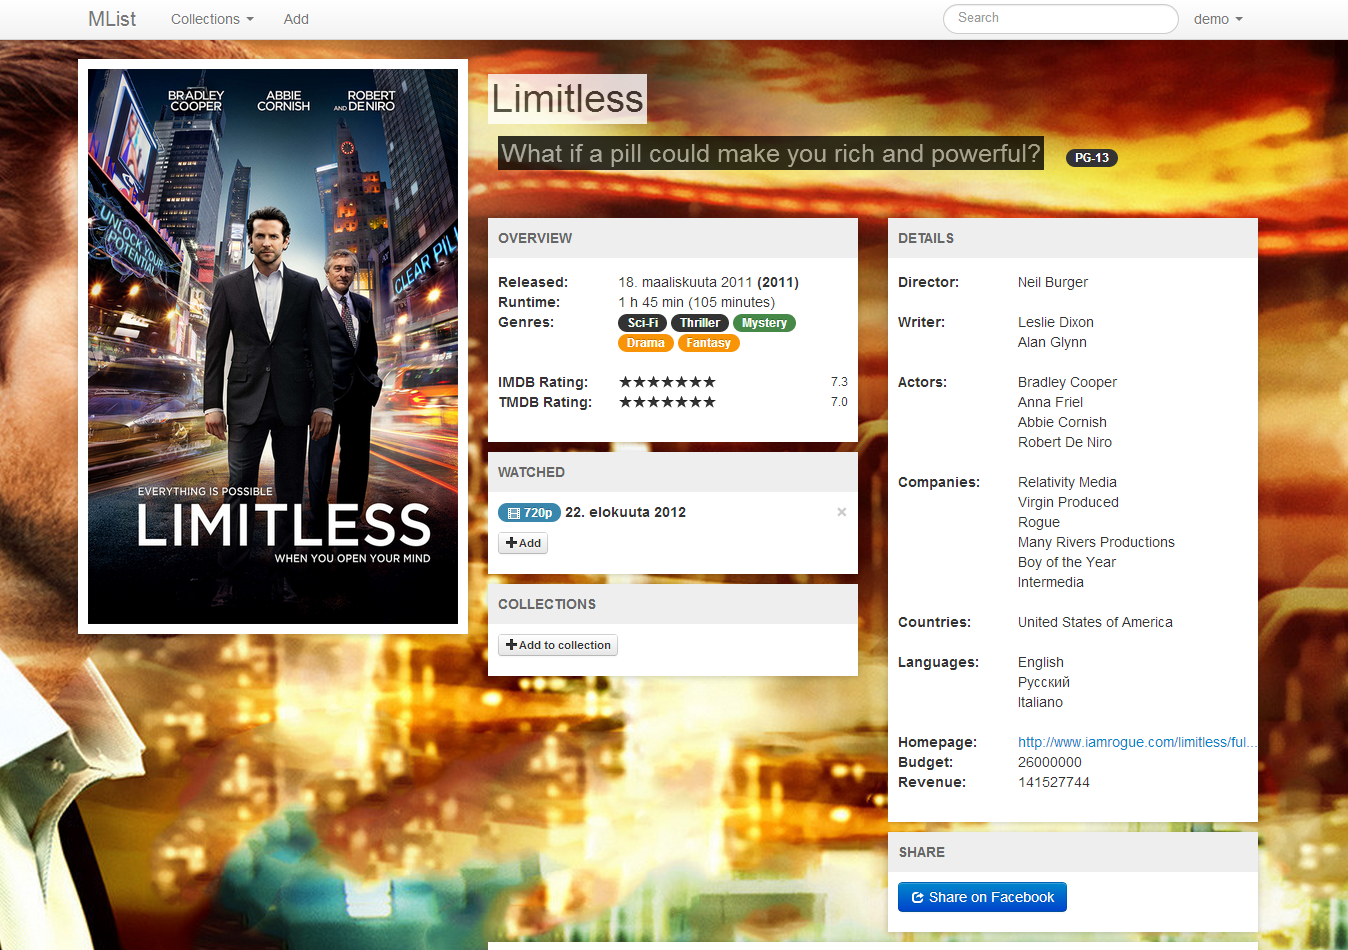 MList
Collections
Add
Search
demo
BRADLEY COOPER
ABBIE CORNISH
ROBERT AND DE NIRO
UNLOCK YOUR POTENTIAL
CLEAR PILL
EVERYTHING IS POSSIBLE
LIMITLESS
WHEN YOU OPEN YOUR MIND
Limitless
What if a pill could make you rich and powerful?
PG-13
OVERVIEW
Released: 18. maaliskuuta 2011 (2011)
Runtime: 1 h 45 min (105 minutes)
Genres: Sci-Fi Thriller Mystery
Drama Fantasy
IMDB Rating: ★★★★★★★ 7.3
TMDB Rating: ★★★★★★★ 7.0
WATCHED
720p 22. elokuuta 2012 ×
Add
COLLECTIONS
Add to collection
DETAILS
Director: Neil Burger
Writer: Leslie Dixon
Alan Glynn
Actors: Bradley Cooper
Anna Friel
Abbie Cornish
Robert De Niro
Companies: Relativity Media
Virgin Produced
Rogue
Many Rivers Productions
Boy of the Year
Intermedia
Countries: United States of America
Languages: English
Русский
Italiano
Homepage: http://www.iamrogue.com/limitless/ful...
Budget: 26000000
Revenue: 141527744
SHARE
Share on Facebook